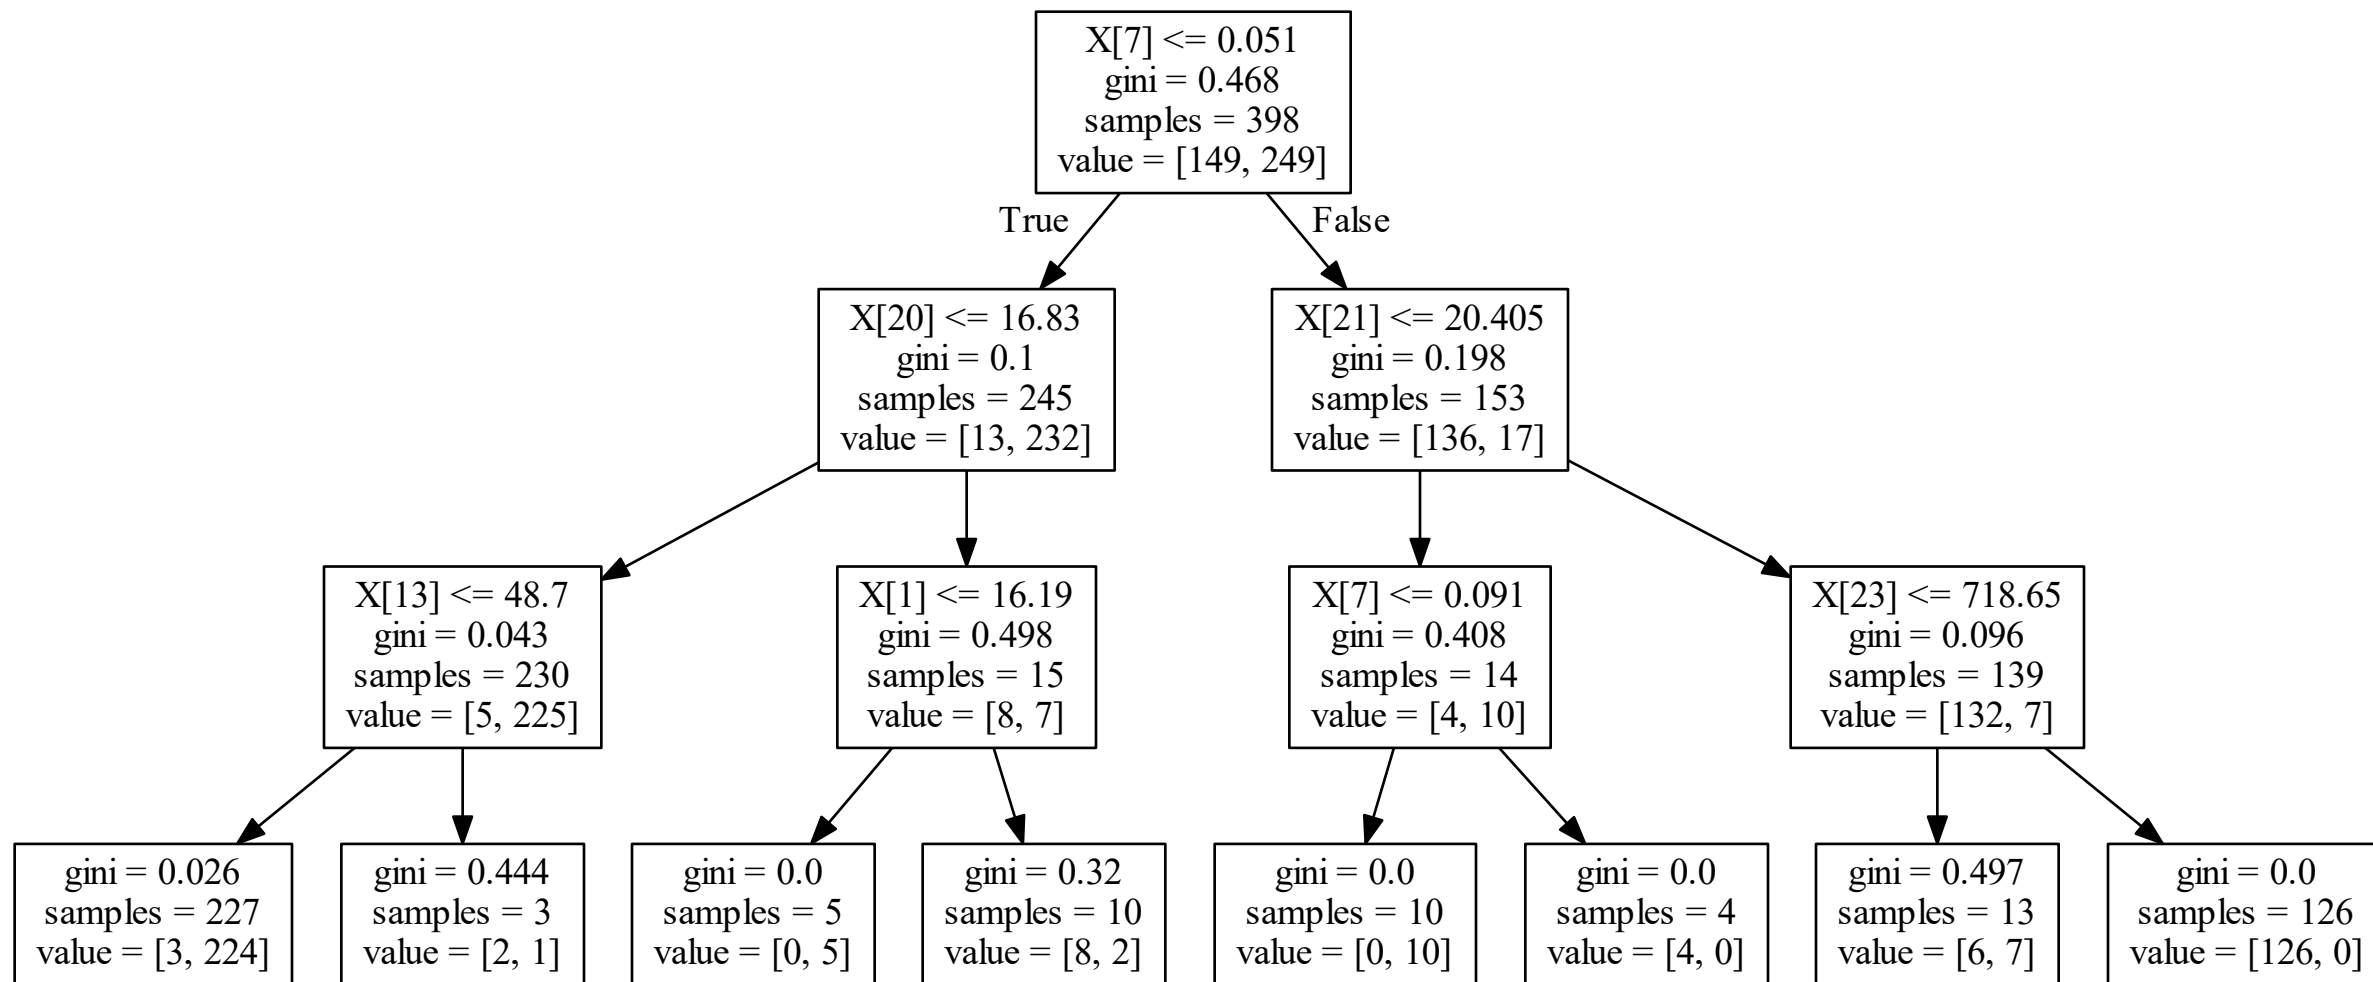 X[7] <= 0.051
gini = 0.468
samples = 398
value = [149, 249]
True
False
X[20] <= 16.83
gini = 0.1
samples = 245
value = [13, 232]
X[21] <= 20.405
gini = 0.198
samples = 153
value = [136, 17]
X[13] <= 48.7
gini = 0.043
samples = 230
value = [5, 225]
X[1] <= 16.19
gini = 0.498
samples = 15
value = [8, 7]
X[7] <= 0.091
gini = 0.408
samples = 14
value = [4, 10]
X[23] <= 718.65
gini = 0.096
samples = 139
value = [132, 7]
gini = 0.026
samples = 227
value = [3, 224]
gini = 0.444
samples = 3
value = [2, 1]
gini = 0.0
samples = 5
value = [0, 5]
gini = 0.32
samples = 10
value = [8, 2]
gini = 0.0
samples = 10
value = [0, 10]
gini = 0.0
samples = 4
value = [4, 0]
gini = 0.497
samples = 13
value = [6, 7]
gini = 0.0
samples = 126
value = [126, 0]